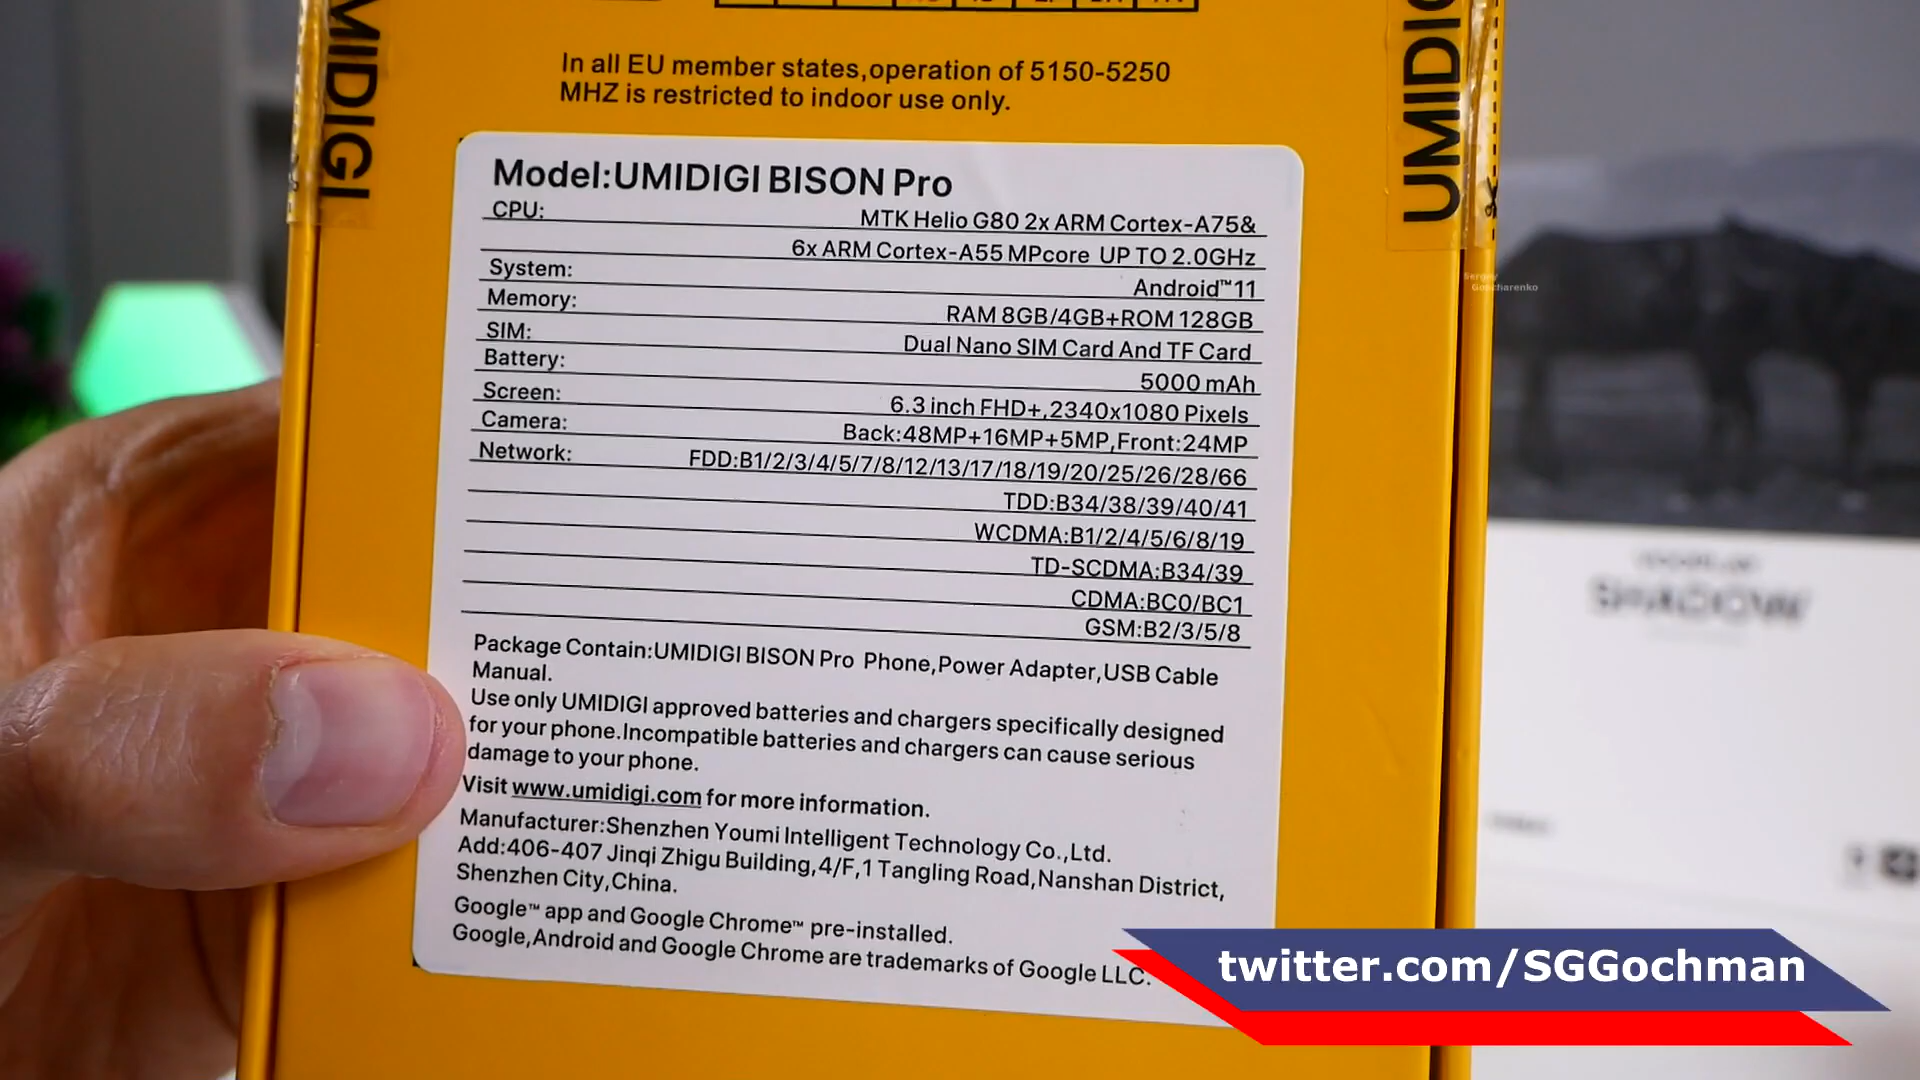 UMIDIGI
UMIDIG
In all EU member states,operation of 5150-5250
MHZ is restricted to indoor use only.
Model:UMIDIGI BISON Pro
CPU: MTK Helio G80 2x ARM Cortex-A75&
6x ARM Cortex-A55 MPcore UP TO 2.0GHz
System: Android™11
Memory: RAM 8GB/4GB+ROM 128GB
SIM: Dual Nano SIM Card And TF Card
Battery: 5000 mAh
Screen: 6.3 inch FHD+,2340x1080 Pixels
Camera: Back:48MP+16MP+5MP,Front:24MP
Network: FDD:B1/2/3/4/5/7/8/12/13/17/18/19/20/25/26/28/66
TDD:B34/38/39/40/41
WCDMA:B1/2/4/5/6/8/19
TD-SCDMA:B34/39
CDMA:BC0/BC1
GSM:B2/3/5/8
Package Contain:UMIDIGI BISON Pro Phone,Power Adapter,USB Cable
Manual.
Use only UMIDIGI approved batteries and chargers specifically designed
for your phone.Incompatible batteries and chargers can cause serious
damage to your phone.
Visit www.umidigi.com for more information.
Manufacturer:Shenzhen Youmi Intelligent Technology Co.,Ltd.
Add:406-407 Jinqi Zhigu Building,4/F,1 Tangling Road,Nanshan District,
Shenzhen City,China.
Google™ app and Google Chrome™ pre-installed.
Google,Android and Google Chrome are trademarks of Google LLC.
Sergey
Goncharenko
SHADOW
twitter.com/SGGochman